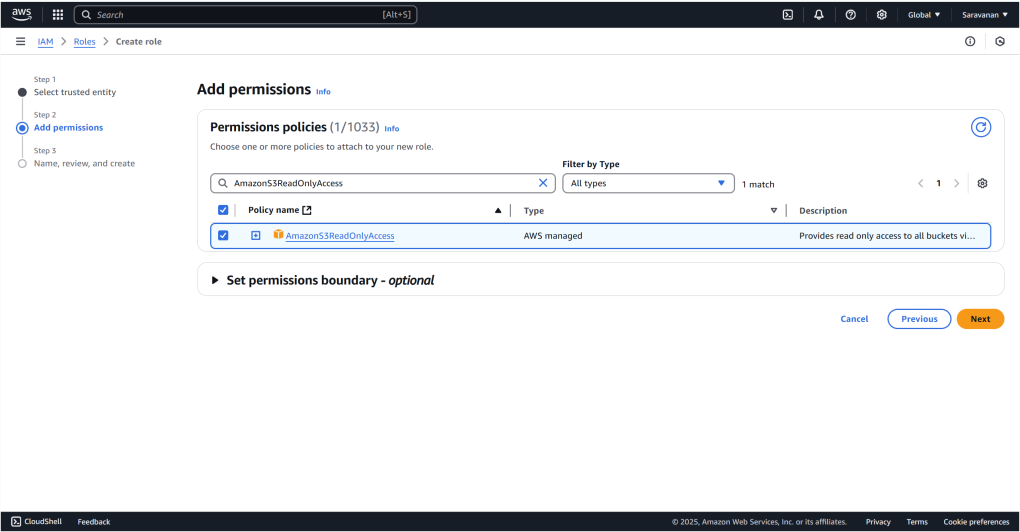 aws Search [Alt+S] Global Saravanan
IAM Roles Create role
Step 1
Select trusted entity
Step 2
Add permissions
Step 3
Name, review, and create
Add permissions Info
Permissions policies (1/1033) Info
Choose one or more policies to attach to your new role.
Filter by Type
AmazonS3ReadOnlyAccess All types 1 match 1
Policy name Type Description
AmazonS3ReadOnlyAccess AWS managed Provides read only access to all buckets vi...
Set permissions boundary - optional
Cancel Previous Next
CloudShell Feedback © 2025, Amazon Web Services, Inc. or its affiliates. Privacy Terms Cookie preferences